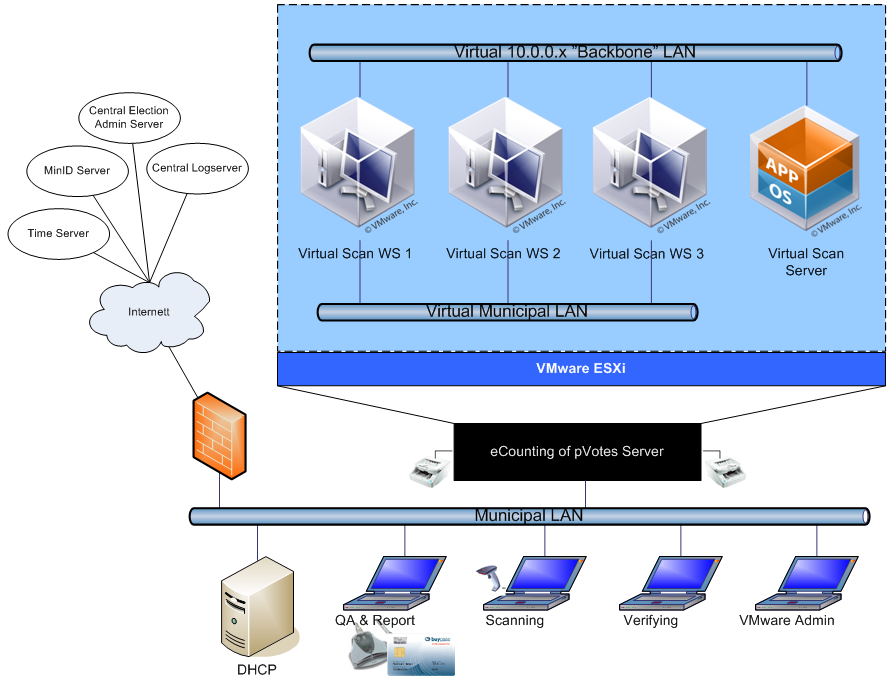 Virtual 10.0.0.x ”Backbone” LAN
Central Election
Admin Server
MinID Server
Central Logserver
Time Server
Internett
APP
OS
© VMware, Inc.
© VMware, Inc.
© VMware, Inc.
© VMware, Inc.
Virtual Scan WS 1
Virtual Scan WS 2
Virtual Scan WS 3
Virtual Scan
Server
Virtual Municipal LAN
VMware ESXi
eCounting of pVotes Server
Municipal LAN
DHCP
QA & Report
Scanning
Verifying
VMware Admin
buypass